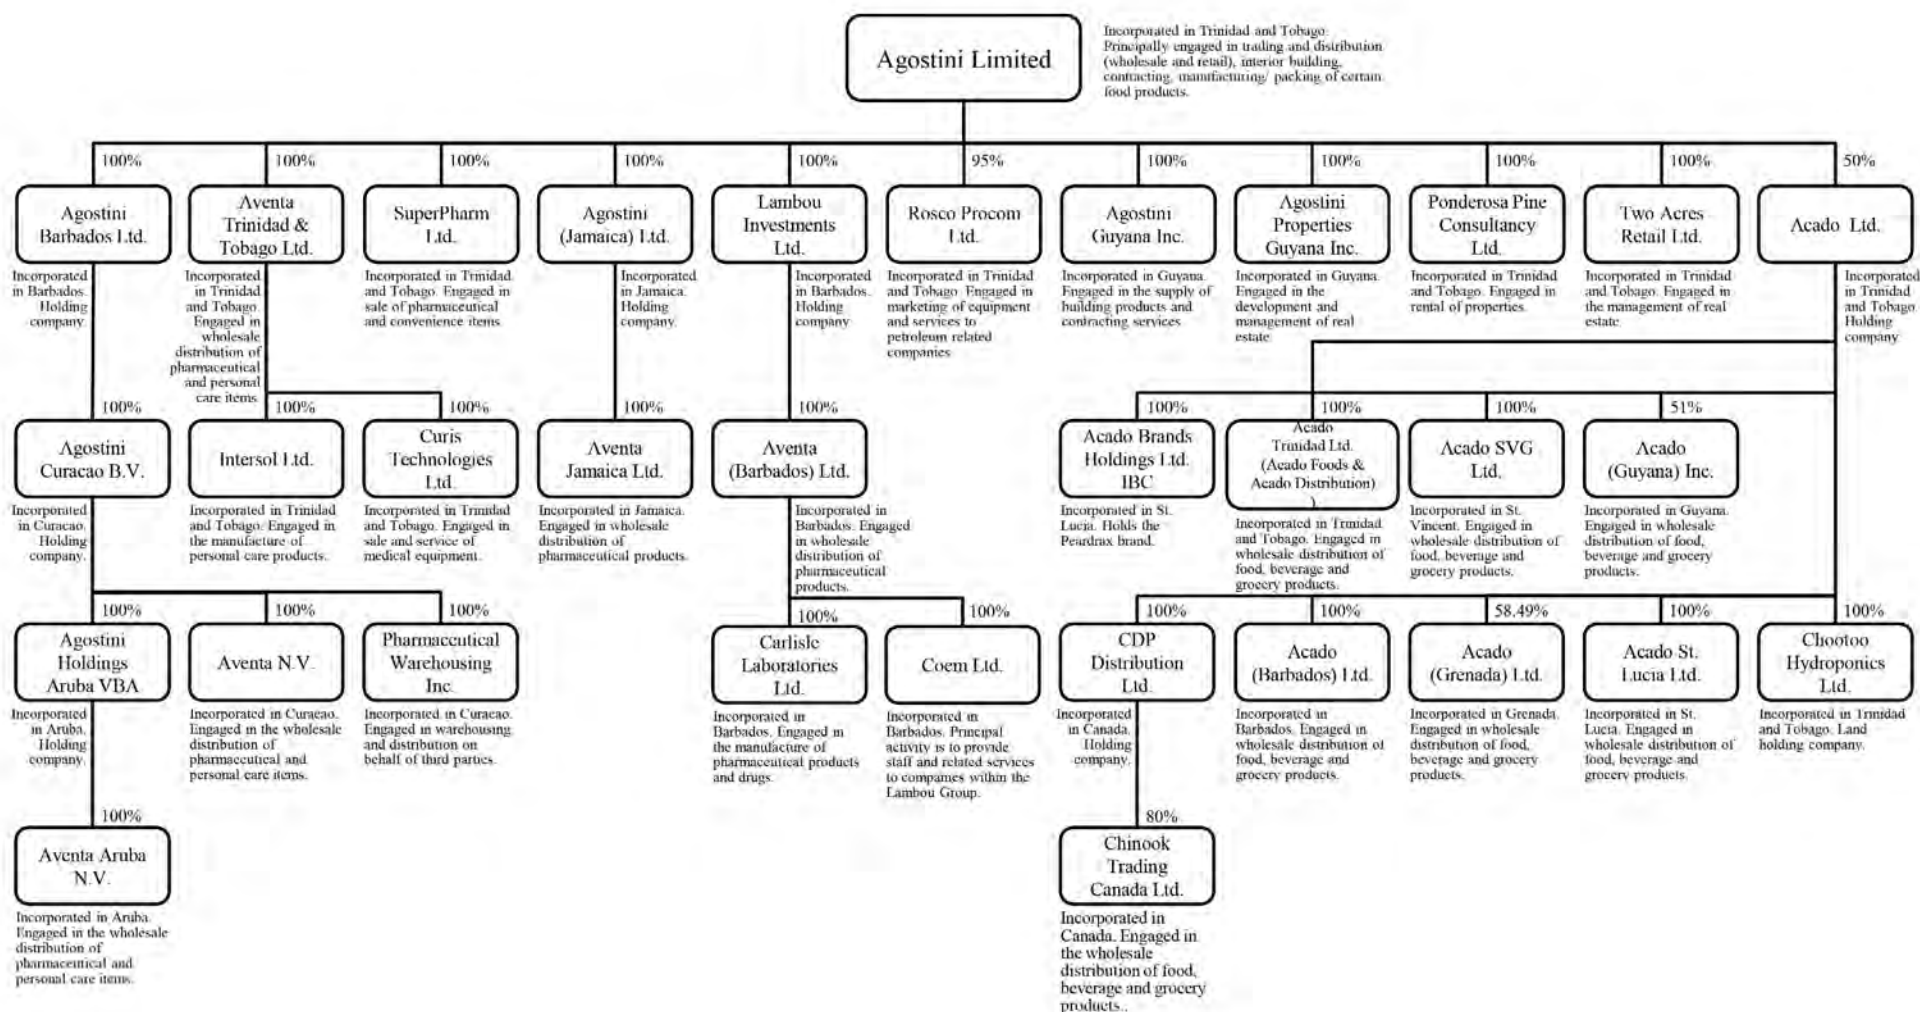 Agostini Limited
Incorporated in Trinidad and Tobago.
Principally engaged in trading and distribution
(wholesale and retail), interior building,
contracting, manufacturing/ packing of certain
food products.
100%
Agostini
Barbados Ltd.
Incorporated
in Barbados.
Holding
company.
100%
Aventa
Trinidad &
Tobago Ltd.
Incorporated
in Trinidad
and Tobago.
Engaged in
wholesale
distribution of
pharmaceutical
and personal
care items.
100%
SuperPharm
Ltd.
Incorporated in Trinidad
and Tobago. Engaged in
sale of pharmaceutical
and convenience items.
100%
Agostini
(Jamaica) Ltd.
Incorporated
in Jamaica.
Holding
company.
100%
Lambou
Investments
Ltd.
Incorporated
in Barbados.
Holding
company.
95%
Rosco Procom
Ltd.
Incorporated in Trinidad
and Tobago. Engaged in
marketing of equipment
and services to
petroleum related
companies
100%
Agostini
Guyana Inc.
Incorporated in Guyana.
Engaged in the supply of
building products and
contracting services
100%
Agostini
Properties
Guyana Inc.
Incorporated in Guyana.
Engaged in the
development and
management of real
estate
100%
Ponderosa Pine
Consultancy
Ltd.
Incorporated in Trinidad
and Tobago. Engaged in
rental of properties.
100%
Two Acres
Retail Ltd.
Incorporated in Trinidad
and Tobago. Engaged in
the management of real
estate.
50%
Acado Ltd.
Incorporated
in Trinidad
and Tobago
Holding
company.
100%
Agostini
Curacao B.V.
Incorporated
in Curacao.
Holding
company.
100%
Intersol Ltd.
Incorporated in Trinidad
and Tobago. Engaged in
the manufacture of
personal care products.
100%
Curis
Technologies
Ltd.
Incorporated in Trinidad
and Tobago. Engaged in
sale and service of
medical equipment.
100%
Aventa
Jamaica Ltd.
Incorporated in Jamaica.
Engaged in wholesale
distribution of
pharmaceutical products.
100%
Aventa
(Barbados) Ltd.
Incorporated in
Barbados. Engaged
in wholesale
distribution of
pharmaceutical
products.
100%
Acado Brands
Holdings Ltd.
IBC
Incorporated in St.
Lucia. Holds the
Peardrax brand.
100%
Acado
Trinidad Ltd.
(Acado Foods &
Acado Distribution)
)
Incorporated in Trinidad
and Tobago. Engaged in
wholesale distribution of
food, beverage and
grocery products.
100%
Acado SVG
Ltd.
Incorporated in St.
Vincent. Engaged in
wholesale distribution of
food, beverage and
grocery products.
51%
Acado
(Guyana) Inc.
Incorporated in Guyana.
Engaged in wholesale
distribution of food,
beverage and grocery
products.
100%
Agostini
Holdings
Aruba VBA
Incorporated
in Aruba.
Holding
company.
100%
Aventa N.V.
Incorporated in Curacao.
Engaged in the wholesale
distribution of
pharmaceutical and
personal care items.
100%
Pharmaceutical
Warehousing
Inc.
Incorporated in Curacao.
Engaged in warehousing
and distribution on
behalf of third parties.
100%
Carlisle
Laboratories
Ltd.
Incorporated in
Barbados. Engaged in
the manufacture of
pharmaceutical products
and drugs.
100%
Coem Ltd.
Incorporated in
Barbados. Principal
activity is to provide
staff and related services
to companies within the
Lambou Group.
100%
CDP
Distribution
Ltd.
Incorporated
in Canada.
Holding
company.
100%
Acado
(Barbados) Ltd.
Incorporated in
Barbados. Engaged in
wholesale distribution of
food, beverage and
grocery products.
58.49%
Acado
(Grenada) Ltd.
Incorporated in Grenada.
Engaged in wholesale
distribution of food,
beverage and grocery
products.
100%
Acado St.
Lucia Ltd.
Incorporated in St.
Lucia. Engaged in
wholesale distribution of
food, beverage and
grocery products.
100%
Chootoo
Hydroponics
Ltd.
Incorporated in Trinidad
and Tobago. Land
holding company.
100%
Aventa Aruba
N.V.
Incorporated in Aruba.
Engaged in the wholesale
distribution of
pharmaceutical and
personal care items.
80%
Chinook
Trading
Canada Ltd.
Incorporated in
Canada. Engaged in
the wholesale
distribution of food,
beverage and grocery
products..